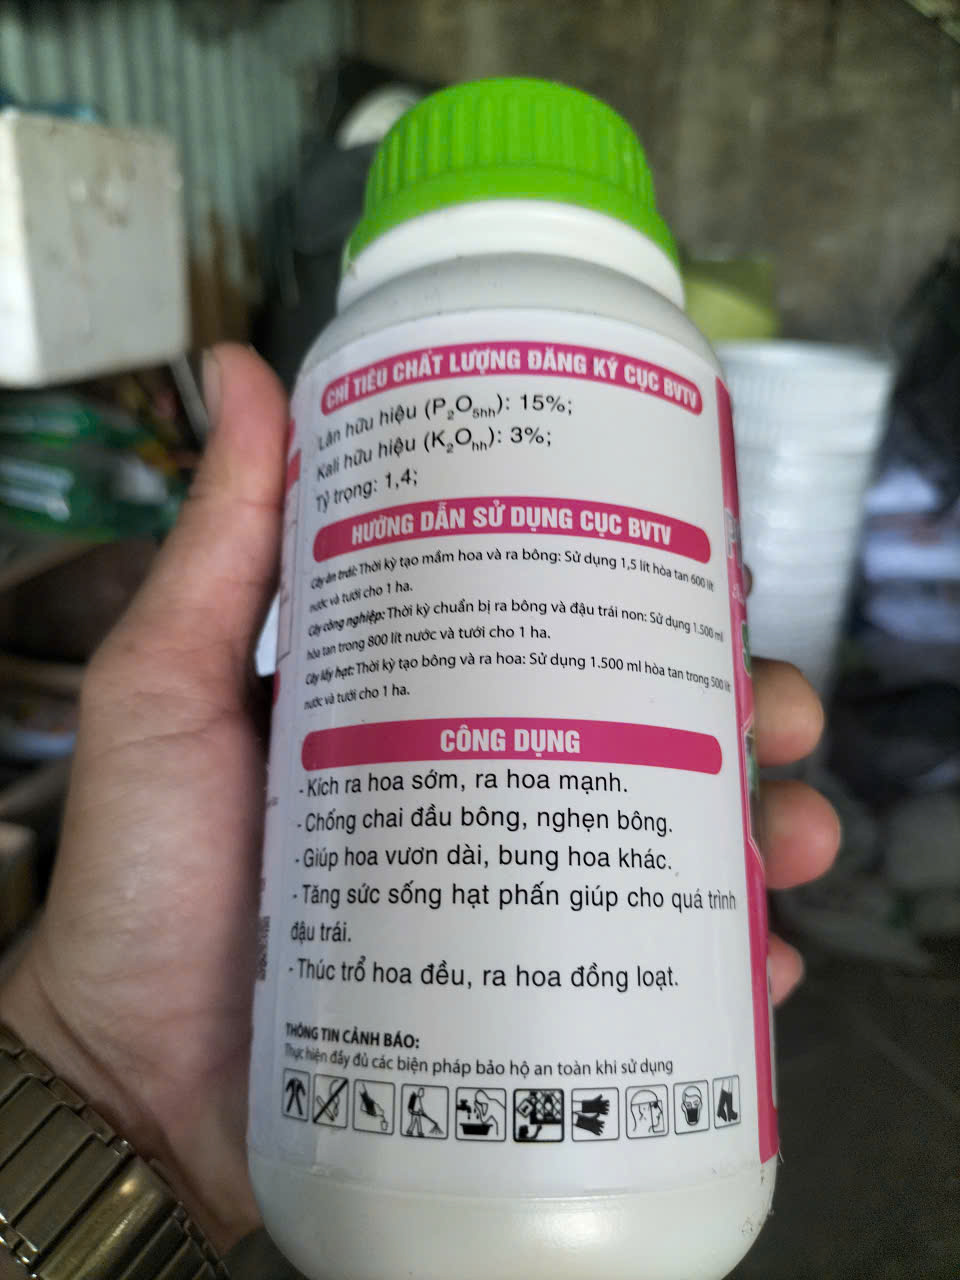 CHỈ TIÊU CHẤT LƯỢNG ĐĂNG KÝ CỤC BVTV
Lân hữu hiệu (P₂O₅hh): 15%;
Kali hữu hiệu (K₂Ohh): 3%;
Tỷ trọng: 1,4;
HƯỚNG DẪN SỬ DỤNG CỤC BVTV
Cây ăn trái: Thời kỳ tạo mầm hoa và ra bông: Sử dụng 1,5 lít hòa tan 600 lít
nước và tưới cho 1 ha.
Cây công nghiệp: Thời kỳ chuẩn bị ra bông và đậu trái non: Sử dụng 1.500 ml
hòa tan trong 800 lít nước và tưới cho 1 ha.
Cây lấy hạt: Thời kỳ tạo bông và ra hoa: Sử dụng 1.500 ml hòa tan trong 500 lít
nước và tưới cho 1 ha.
CÔNG DỤNG
- Kích ra hoa sớm, ra hoa mạnh.
- Chống chai đầu bông, nghẹn bông.
- Giúp hoa vươn dài, bung hoa khác.
- Tăng sức sống hạt phấn giúp cho quá trình
đậu trái.
- Thúc trổ hoa đều, ra hoa đồng loạt.
THÔNG TIN CẢNH BÁO:
Thực hiện đầy đủ các biện pháp bảo hộ an toàn khi sử dụng